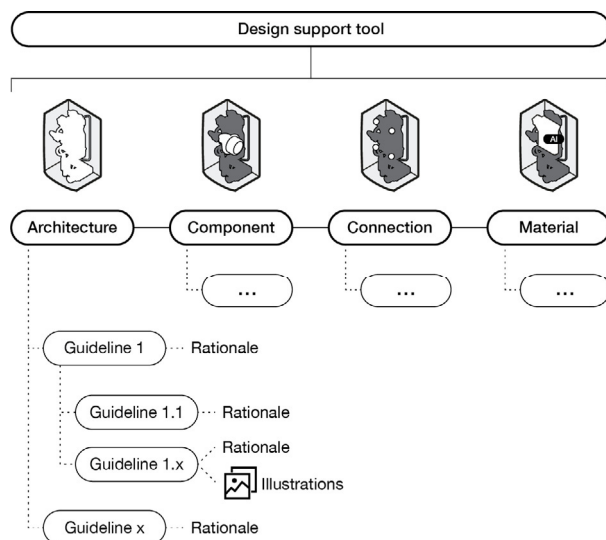 Design support tool
AI
Architecture
Component
Connection
Material
...
...
...
Guideline 1
Rationale
Guideline 1.1
Rationale
Guideline 1.x
Rationale
Illustrations
Guideline x
Rationale